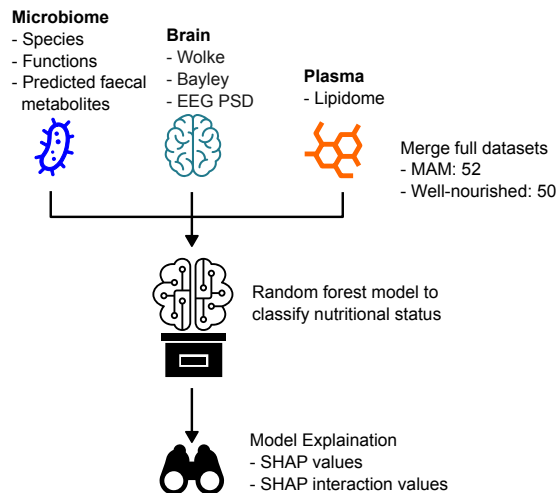 Microbiome
- Species
- Functions
- Predicted faecal
metabolites
Brain
- Wolke
- Bayley
- EEG PSD
Plasma
- Lipidome
Merge full datasets
- MAM: 52
- Well-nourished: 50
Random forest model to
classify nutritional status
Model Explaination
- SHAP values
- SHAP interaction values